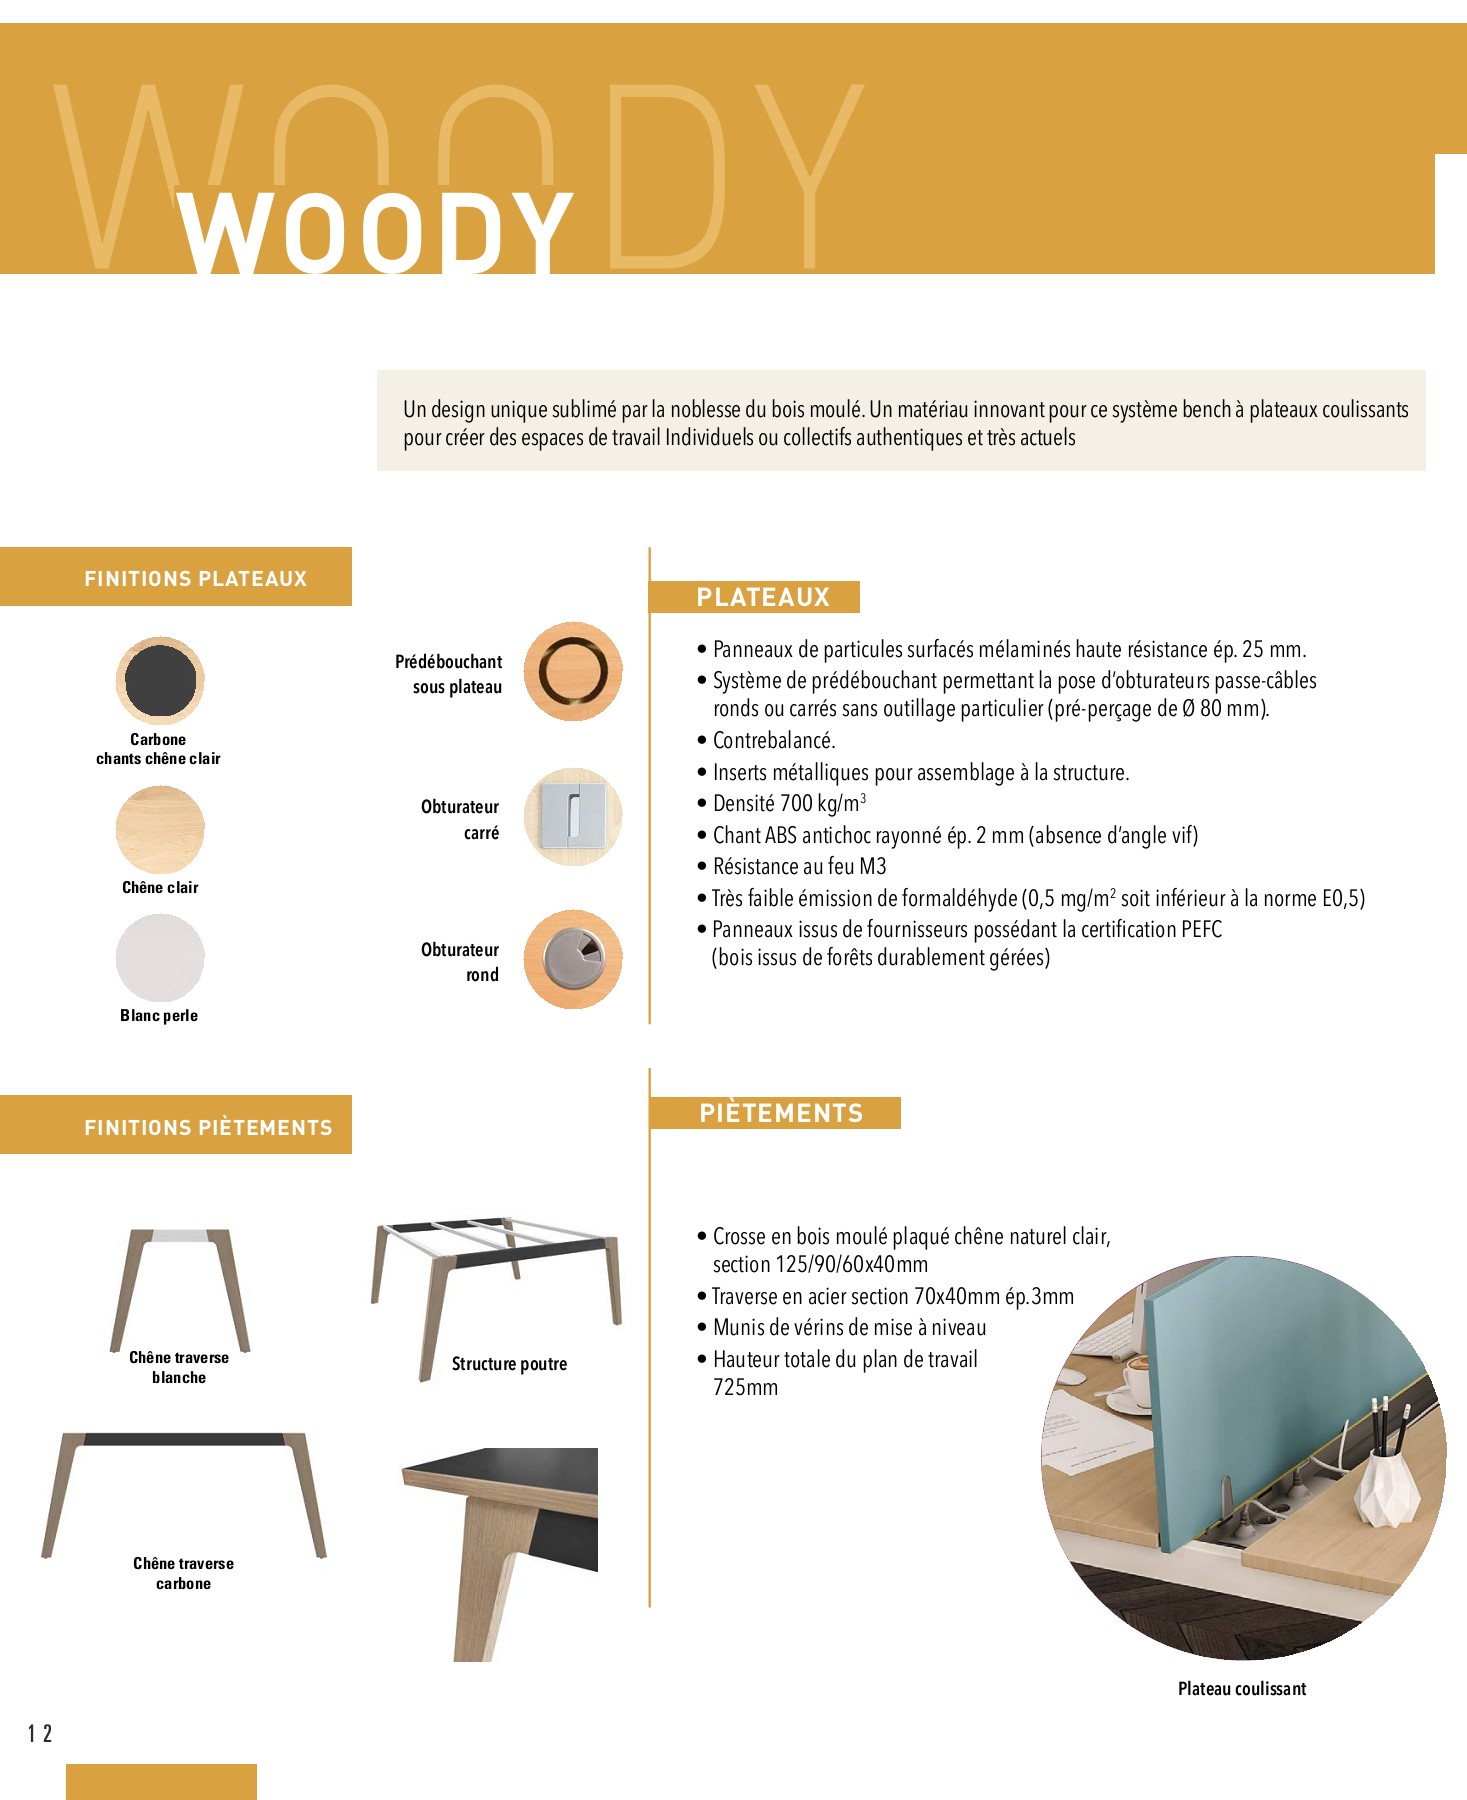 WOODY
WOODY
Un design unique sublimé par la noblesse du bois moulé. Un matériau innovant pour ce système bench à plateaux coulissants
pour créer des espaces de travail Individuels ou collectifs authentiques et très actuels
FINITIONS PLATEAUX
Carbone
chants chêne clair
Chêne clair
Blanc perle
Prédébouchant
sous plateau
Obturateur
carré
Obturateur
rond
PLATEAUX
• Panneaux de particules surfacés mélaminés haute résistance ép. 25 mm.
• Système de prédébouchant permettant la pose d’obturateurs passe-câbles
ronds ou carrés sans outillage particulier (pré-perçage de Ø 80 mm).
• Contrebalancé.
• Inserts métalliques pour assemblage à la structure.
• Densité 700 kg/m³
• Chant ABS antichoc rayonné ép. 2 mm (absence d’angle vif)
• Résistance au feu M3
• Très faible émission de formaldéhyde (0,5 mg/m² soit inférieur à la norme E0,5)
• Panneaux issus de fournisseurs possédant la certification PEFC
(bois issus de forêts durablement gérées)
FINITIONS PIÈTEMENTS
Chêne traverse
blanche
Structure poutre
Chêne traverse
carbone
PIÈTEMENTS
• Crosse en bois moulé plaqué chêne naturel clair,
section 125/90/60x40mm
• Traverse en acier section 70x40mm ép.3mm
• Munis de vérins de mise à niveau
• Hauteur totale du plan de travail
725mm
Plateau coulissant
12